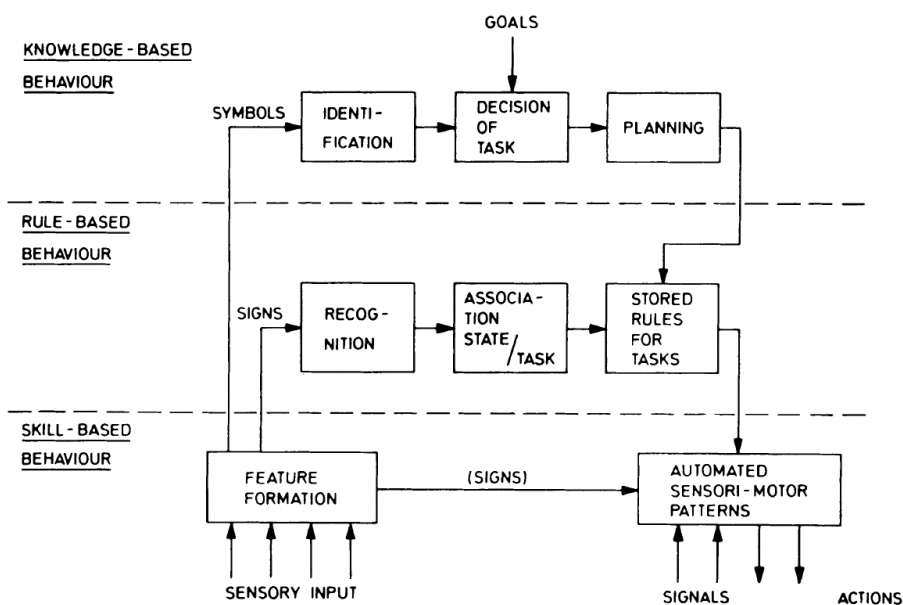 GOALS
KNOWLEDGE-BASED
BEHAVIOUR
SYMBOLS
IDENTI-
FICATION
DECISION
OF
TASK
PLANNING
RULE-BASED
BEHAVIOUR
SIGNS
RECOG-
NITION
ASSOCIA-
TION
STATE/
TASK
STORED
RULES
FOR
TASKS
SKILL-BASED
BEHAVIOUR
FEATURE
FORMATION
(SIGNS)
AUTOMATED
SENSORI-MOTOR
PATTERNS
SENSORY INPUT
SIGNALS
ACTIONS